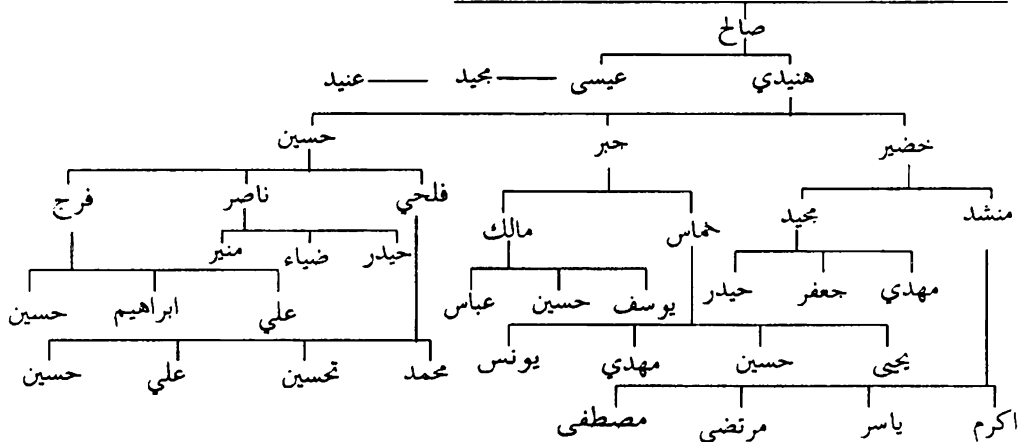 صالح
هنيدي عيسى مجيد عنيد
خضير جبر حسين
منشد مجيد خماس مالك فلحي ناصر فرج
حيدر ضياء منير
مهدي جعفر حيدر يوسف حسين عباس علي ابراهيم حسين
يحيى حسين مهدي يونس محمد تحسين علي حسين
اكرم ياسر مرتضى مصطفى